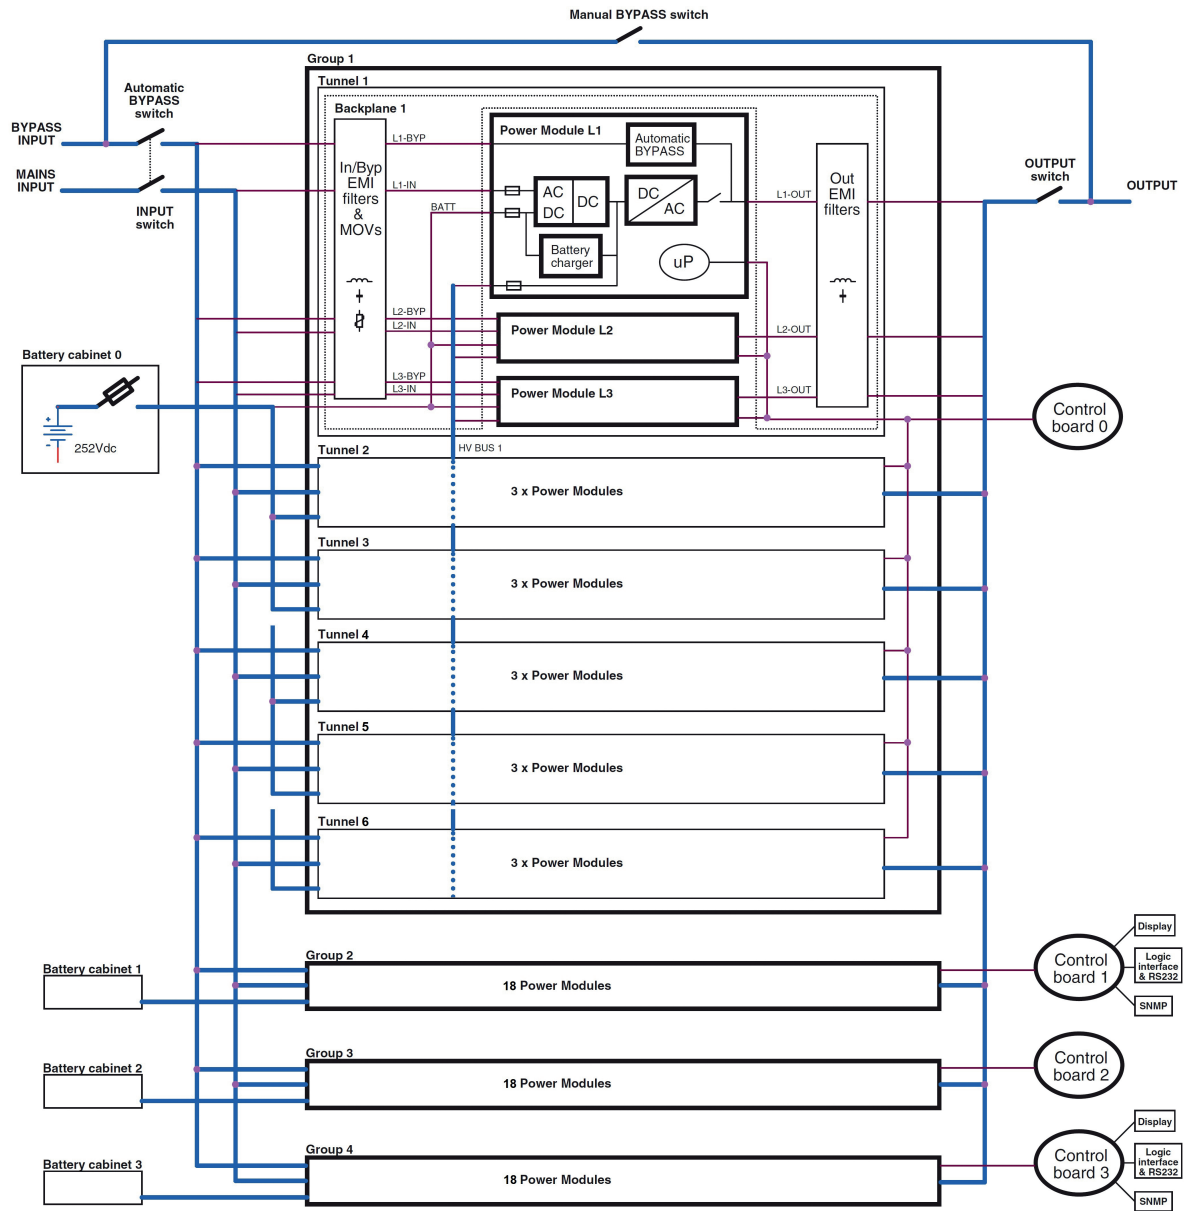 Manual BYPASS switch
Group 1
Tunnel 1
Automatic
BYPASS
switch
Backplane 1
BYPASS
INPUT
MAINS
INPUT
INPUT
switch
In/Byp
EMI
filters
&
MOVs
L1-BYP
L1-IN
BATT
Power Module L1
Automatic
BYPASS
AC
DC
DC
DC
AC
Battery
charger
uP
L1-OUT
Out
EMI
filters
OUTPUT
switch
OUTPUT
L2-BYP
L2-IN
Power Module L2
L2-OUT
L3-BYP
L3-IN
Power Module L3
L3-OUT
Battery cabinet 0
+
-
252Vdc
Control
board 0
HV BUS 1
Tunnel 2
3 x Power Modules
Tunnel 3
3 x Power Modules
Tunnel 4
3 x Power Modules
Tunnel 5
3 x Power Modules
Tunnel 6
3 x Power Modules
Group 2
18 Power Modules
Battery cabinet 1
Control
board 1
Display
Logic
interface
& RS232
SNMP
Group 3
18 Power Modules
Battery cabinet 2
Control
board 2
Group 4
18 Power Modules
Battery cabinet 3
Control
board 3
Display
Logic
interface
& RS232
SNMP